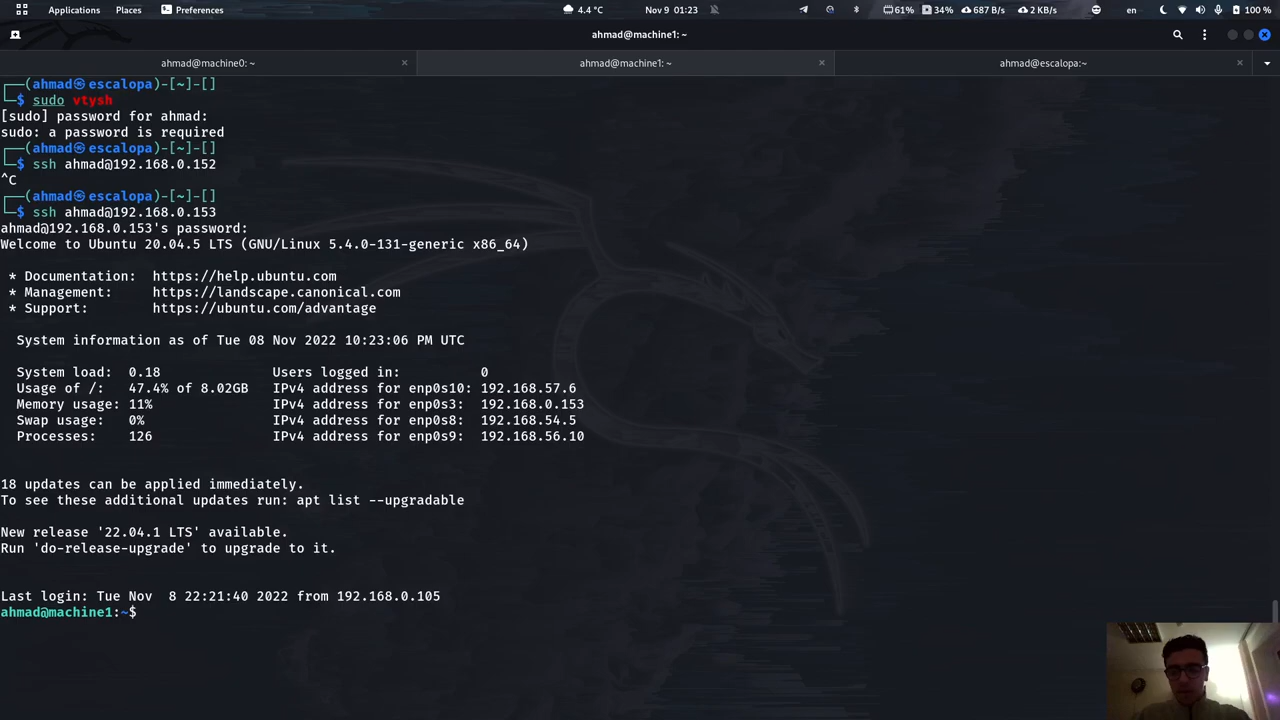 Applications Places Preferences 4.4 °C Nov 9 01:23 61% 34% 687 B/s 2 KB/s en 100 %
ahmad@machine1: ~
ahmad@machine0: ~ ahmad@machine1: ~ ahmad@escalopa:~
┌──(ahmad㉿escalopa)-[~]-[]
└─$ sudo vtysh
[sudo] password for ahmad:
sudo: a password is required
┌──(ahmad㉿escalopa)-[~]-[]
└─$ ssh ahmad@192.168.0.152
^C
┌──(ahmad㉿escalopa)-[~]-[]
└─$ ssh ahmad@192.168.0.153
ahmad@192.168.0.153's password:
Welcome to Ubuntu 20.04.5 LTS (GNU/Linux 5.4.0-131-generic x86_64)
* Documentation: https://help.ubuntu.com
* Management: https://landscape.canonical.com
* Support: https://ubuntu.com/advantage
System information as of Tue 08 Nov 2022 10:23:06 PM UTC
System load: 0.18 Users logged in: 0
Usage of /: 47.4% of 8.02GB IPv4 address for enp0s10: 192.168.57.6
Memory usage: 11% IPv4 address for enp0s3: 192.168.0.153
Swap usage: 0% IPv4 address for enp0s8: 192.168.54.5
Processes: 126 IPv4 address for enp0s9: 192.168.56.10
18 updates can be applied immediately.
To see these additional updates run: apt list --upgradable
New release '22.04.1 LTS' available.
Run 'do-release-upgrade' to upgrade to it.
Last login: Tue Nov 8 22:21:40 2022 from 192.168.0.105
ahmad@machine1:~$